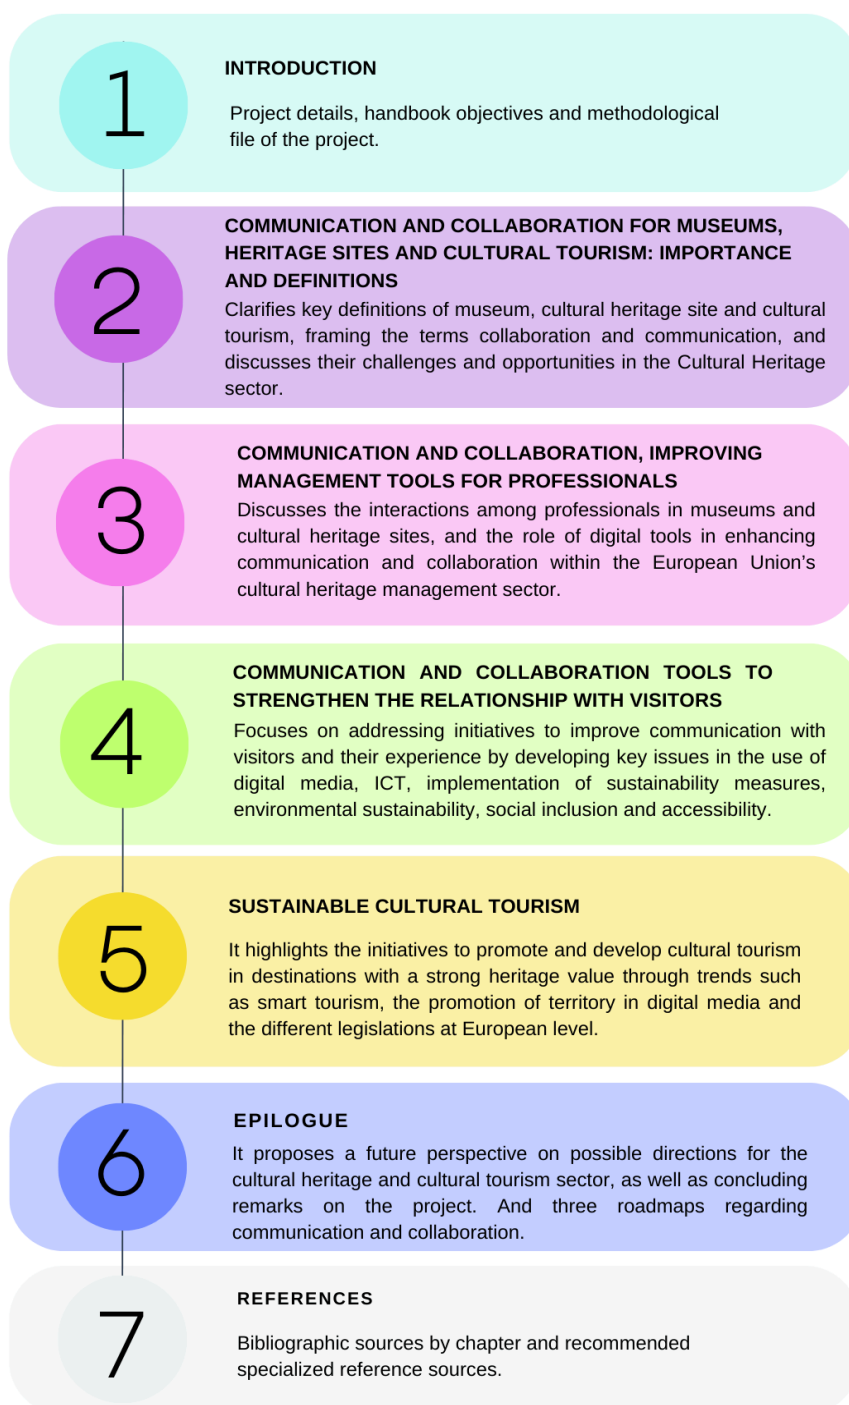 1
INTRODUCTION
Project details, handbook objectives and methodological
file of the project.
2
COMMUNICATION AND COLLABORATION FOR MUSEUMS,
HERITAGE SITES AND CULTURAL TOURISM: IMPORTANCE
AND DEFINITIONS
Clarifies key definitions of museum, cultural heritage site and cultural
tourism, framing the terms collaboration and communication, and
discusses their challenges and opportunities in the Cultural Heritage
sector.
3
COMMUNICATION AND COLLABORATION, IMPROVING
MANAGEMENT TOOLS FOR PROFESSIONALS
Discusses the interactions among professionals in museums and
cultural heritage sites, and the role of digital tools in enhancing
communication and collaboration within the European Union’s
cultural heritage management sector.
4
COMMUNICATION AND COLLABORATION TOOLS TO
STRENGTHEN THE RELATIONSHIP WITH VISITORS
Focuses on addressing initiatives to improve communication with
visitors and their experience by developing key issues in the use of
digital media, ICT, implementation of sustainability measures,
environmental sustainability, social inclusion and accessibility.
5
SUSTAINABLE CULTURAL TOURISM
It highlights the initiatives to promote and develop cultural tourism
in destinations with a strong heritage value through trends such
as smart tourism, the promotion of territory in digital media and
the different legislations at European level.
6
EPILOGUE
It proposes a future perspective on possible directions for the
cultural heritage and cultural tourism sector, as well as concluding
remarks on the project. And three roadmaps regarding
communication and collaboration.
7
REFERENCES
Bibliographic sources by chapter and recommended
specialized reference sources.